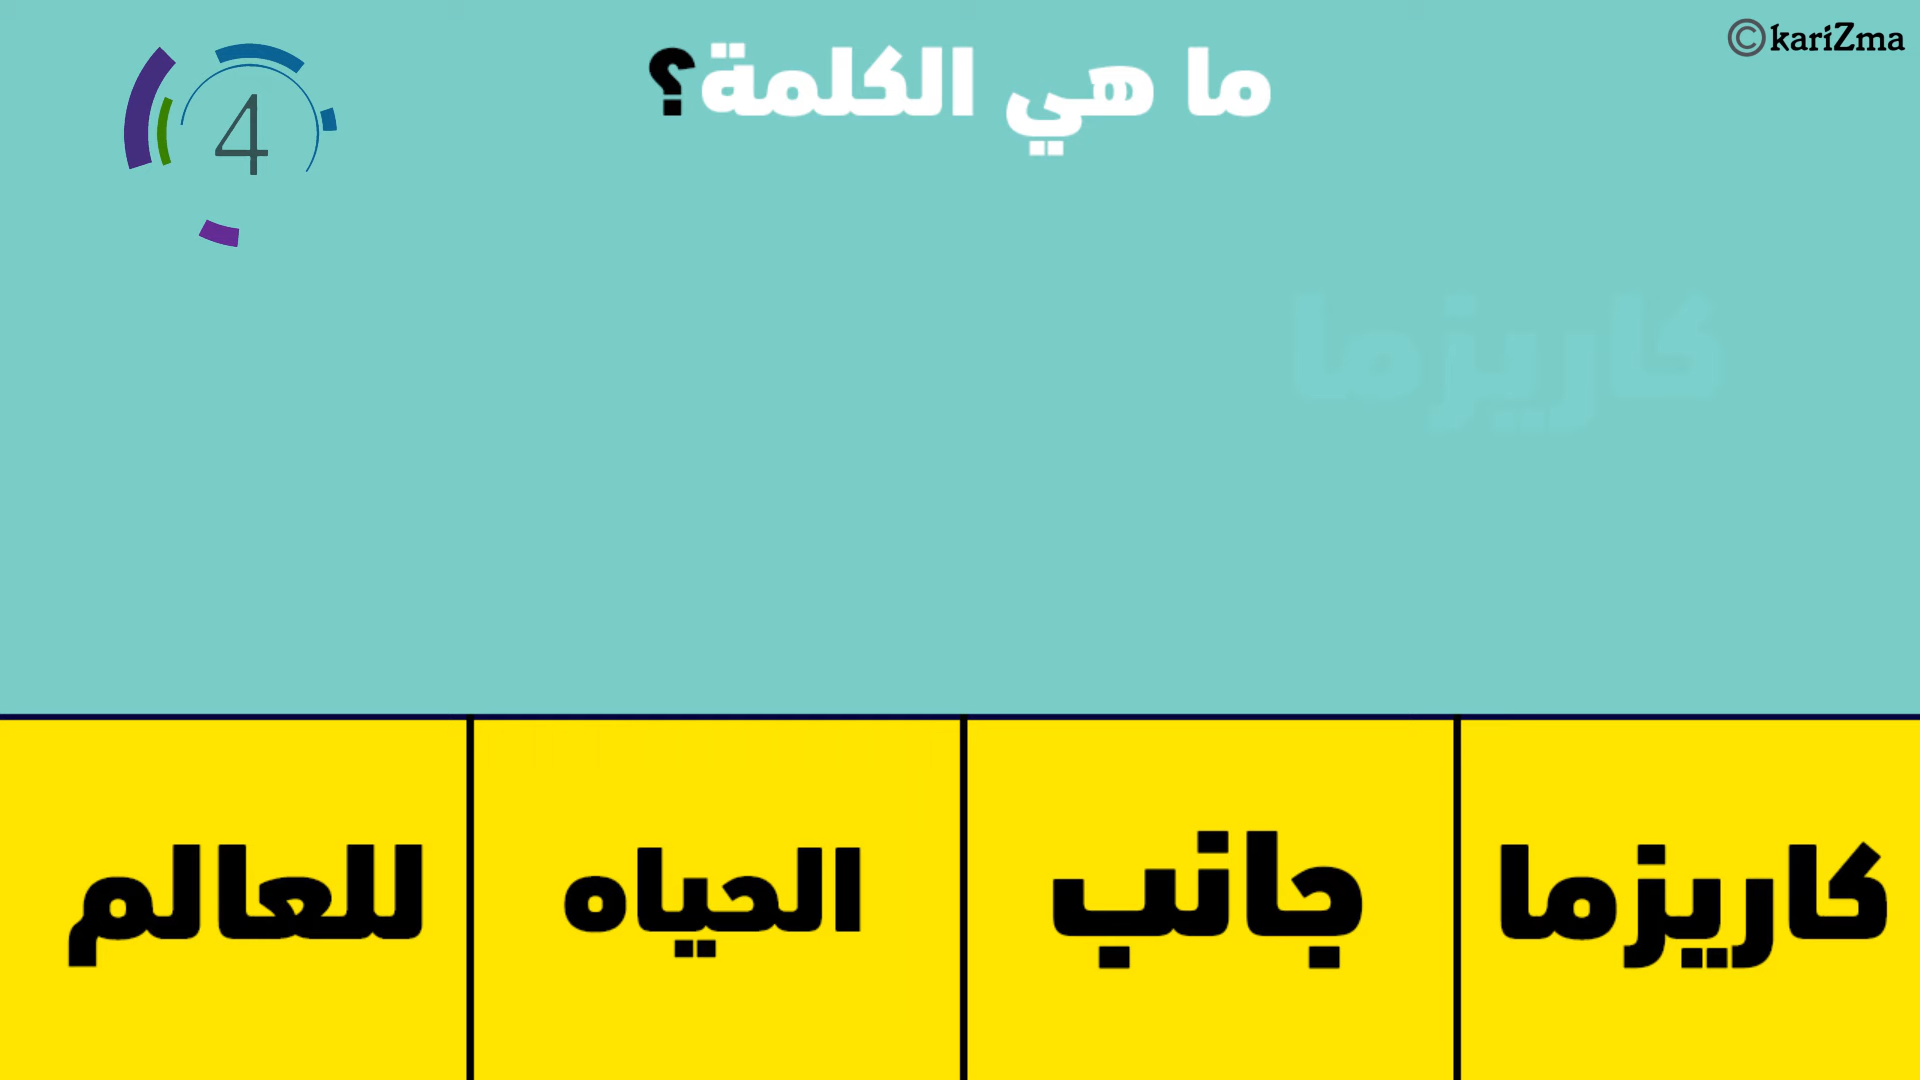 ©kariZma
ما هي الكلمة؟
4
كاريزما
كاريزما
جانب
الحياه
للعالم